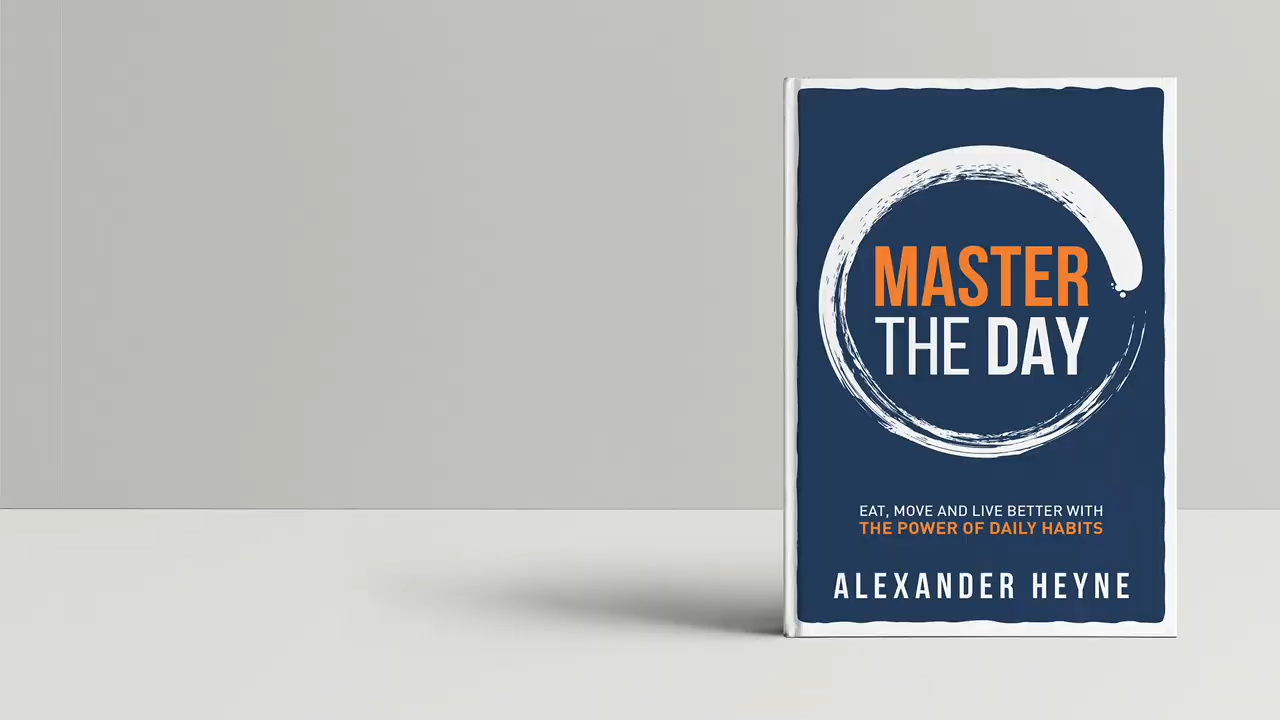 MASTER
THE DAY
EAT, MOVE AND LIVE BETTER WITH
THE POWER OF DAILY HABITS
ALEXANDER HEYNE